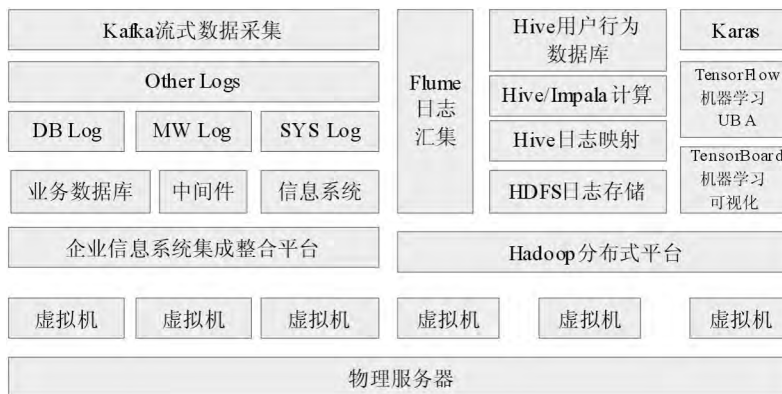 Kafka流式数据采集
Other Logs
DB Log
MW Log
SYS Log
业务数据库
中间件
信息系统
企业信息系统集成整合平台
Flume
日志
汇集
Hive用户行为
数据库
Hive/Impala计算
Hive日志映射
HDFS日志存储
Karas
TensorFlow
机器学习
UBA
TensorBoard
机器学习
可视化
Hadoop分布式平台
虚拟机
虚拟机
虚拟机
虚拟机
虚拟机
虚拟机
物理服务器